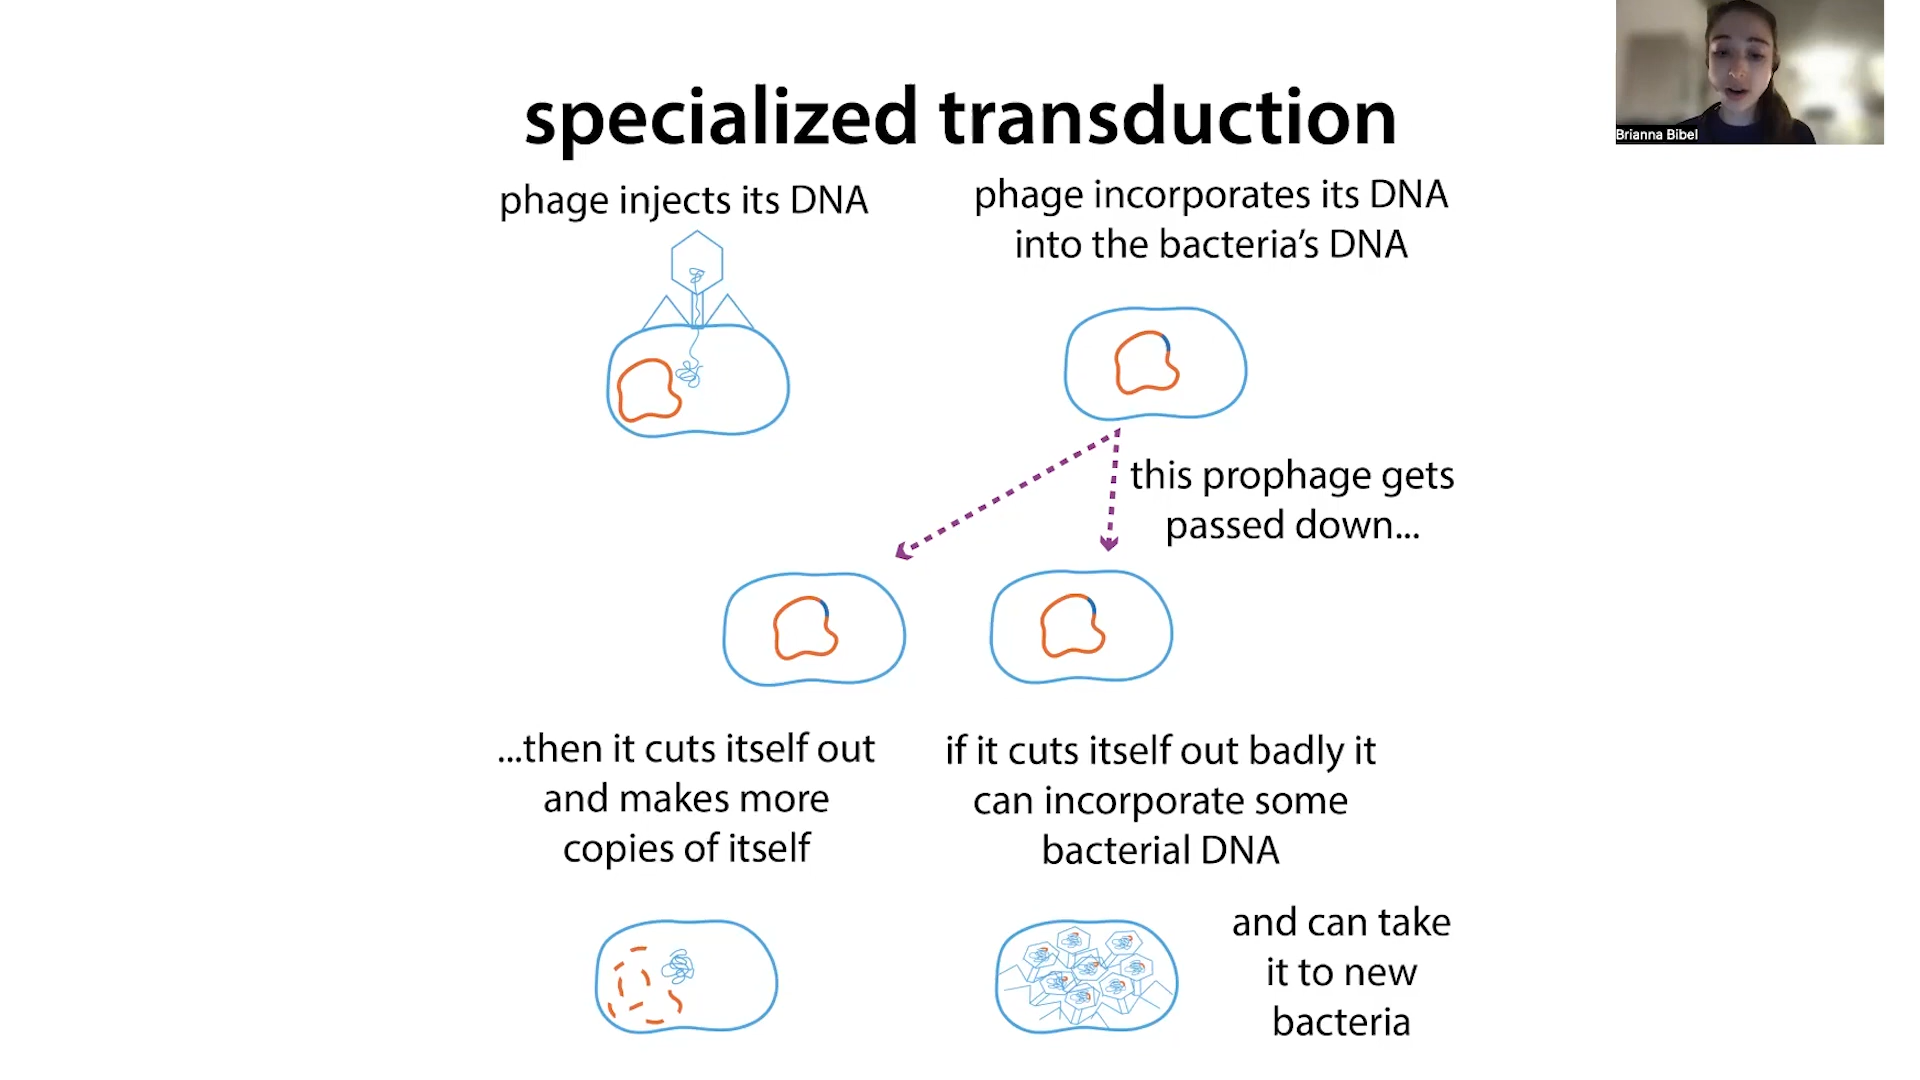 specialized transduction
phage injects its DNA
phage incorporates its DNA
into the bacteria’s DNA
this prophage gets
passed down...
...then it cuts itself out
and makes more
copies of itself
if it cuts itself out badly it
can incorporate some
bacterial DNA
and can take
it to new
bacteria
Brianna Bibel